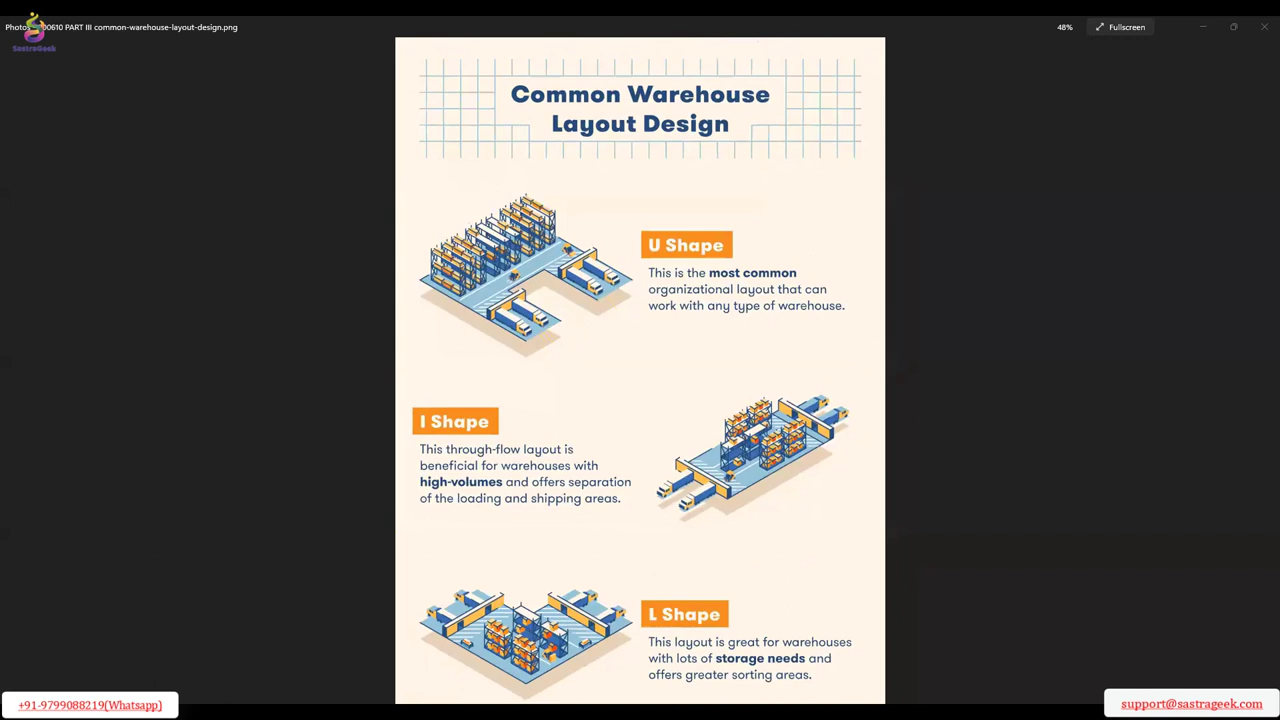 Photos - 00610 PART III common-warehouse-layout-design.png
48%
Fullscreen
SastraGeek
Common Warehouse
Layout Design
U Shape
This is the most common
organizational layout that can
work with any type of warehouse.
I Shape
This through-flow layout is
beneficial for warehouses with
high-volumes and offers separation
of the loading and shipping areas.
L Shape
This layout is great for warehouses
with lots of storage needs and
offers greater sorting areas.
+91-9799088219(Whatsapp)
support@sastrageek.com